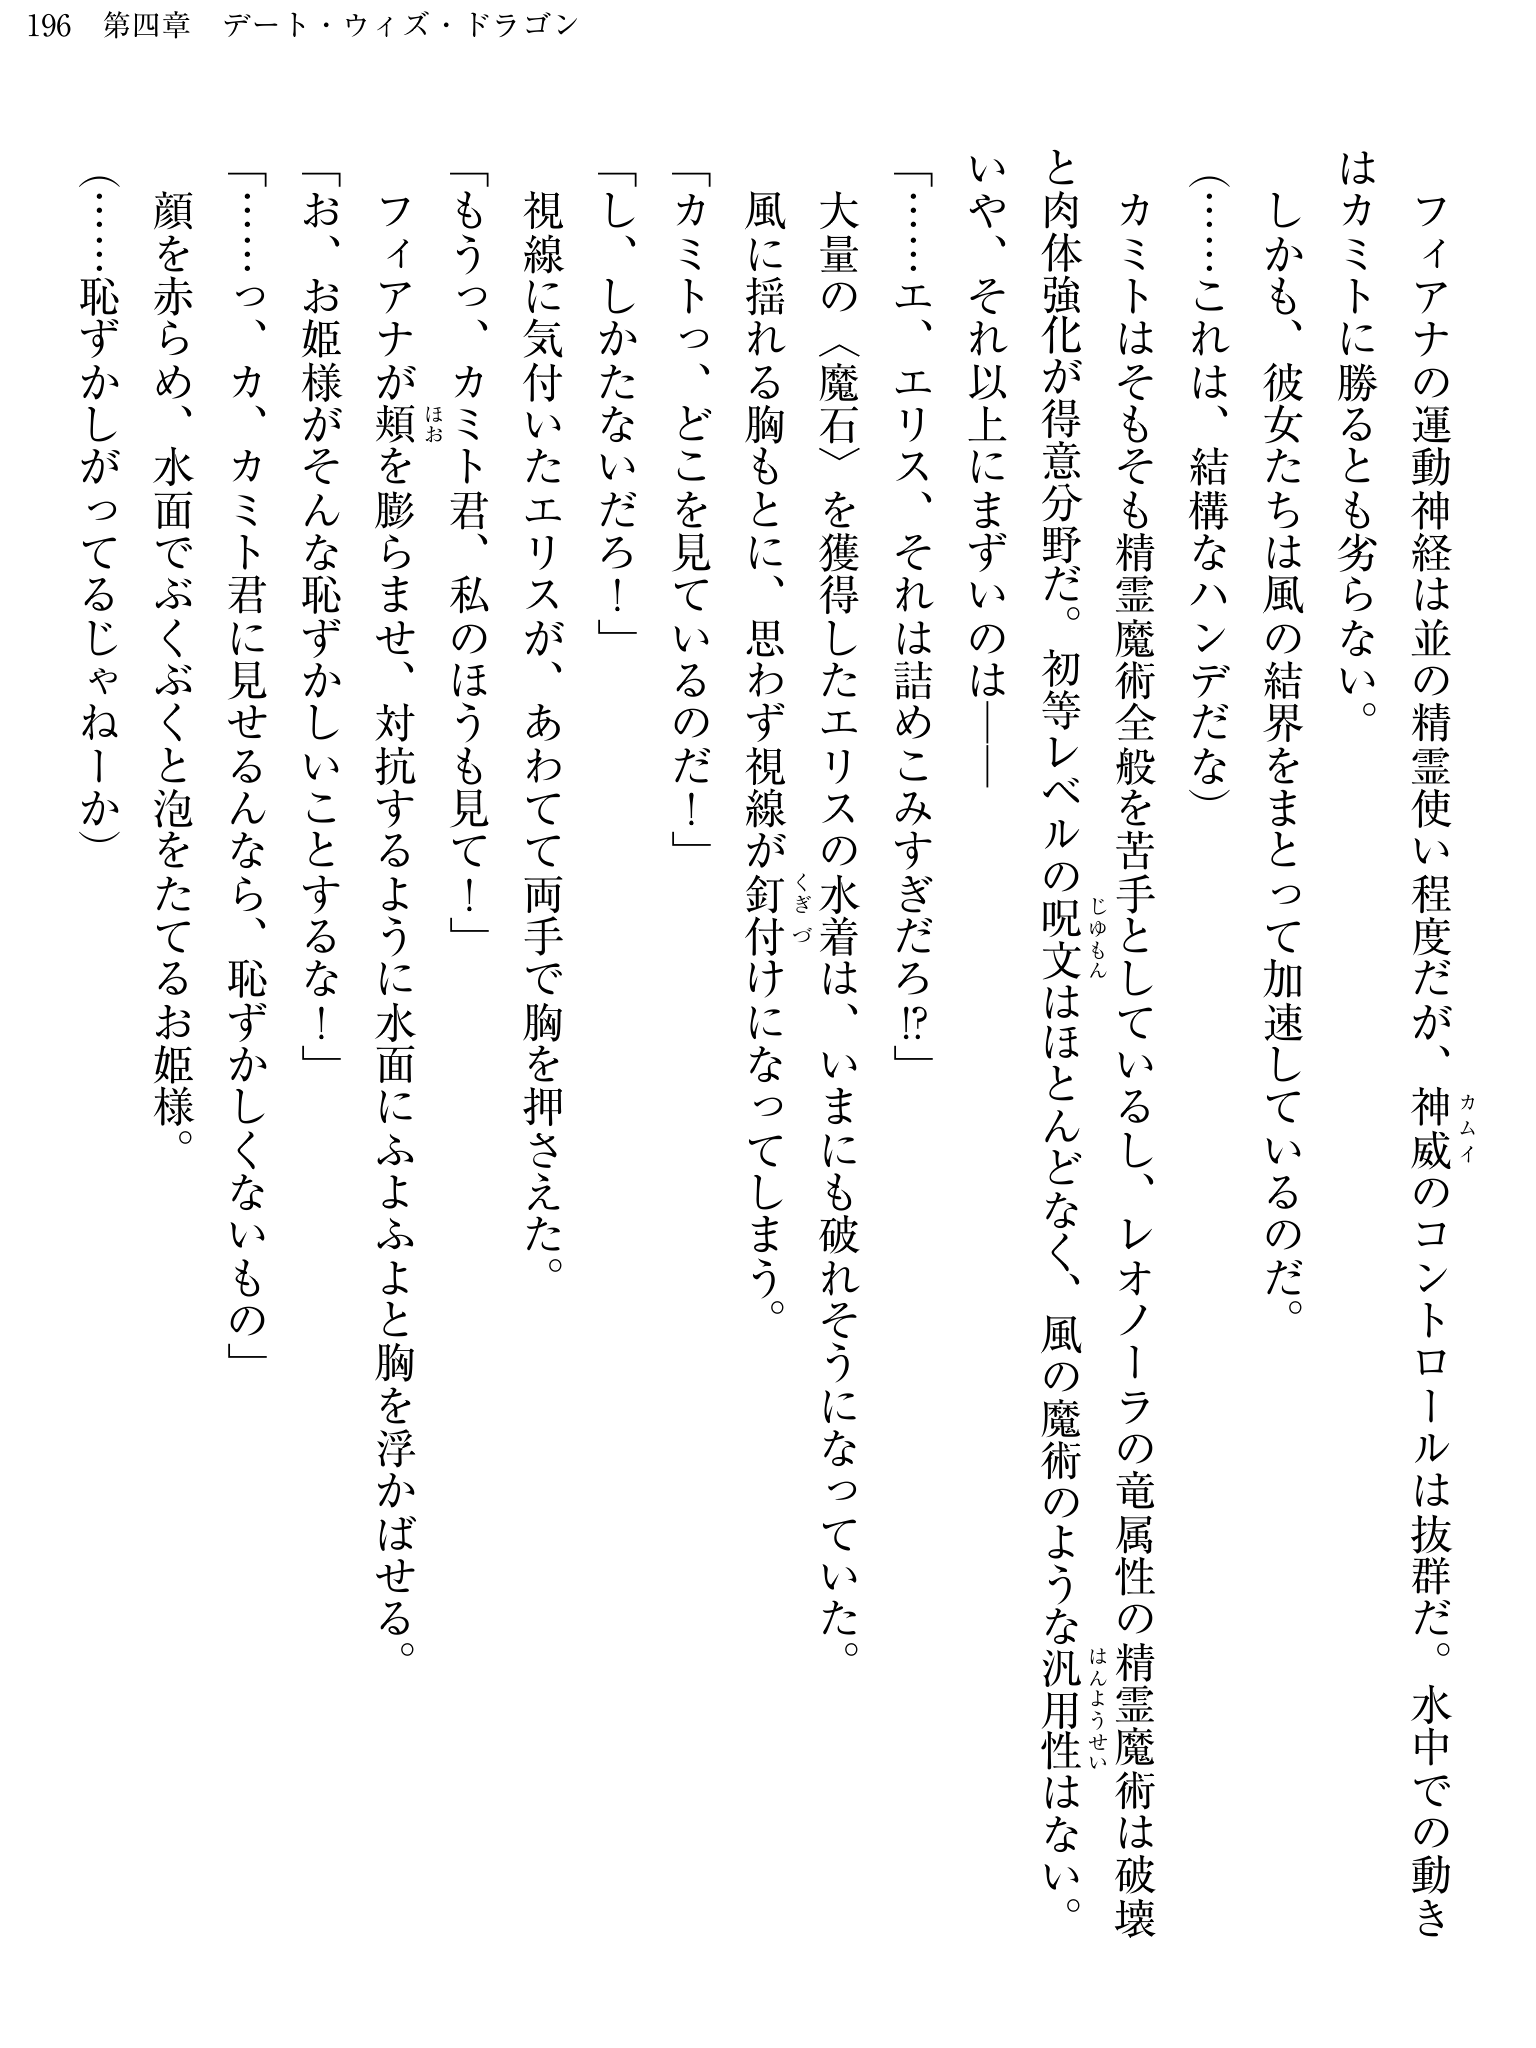 196　第四章　デート・ウィズ・ドラゴン
　フィアナの運動神経は並の精霊使い程度だが、神威のコントロールは抜群だ。水中での動き
カムイ
はカミトに勝るとも劣らない。
　しかも、彼女たちは風の結界をまとって加速しているのだ。
（……これは、結構なハンデだな）
　カミトはそもそも精霊魔術全般を苦手としているし、レオノーラの竜属性の精霊魔術は破壊
と肉体強化が得意分野だ。初等レベルの呪文はほとんどなく、風の魔術のような汎用性はない。
じゆもん
はんようせい
いや、それ以上にまずいのは――
「……エ、エリス、それは詰めこみすぎだろ⁉」
　大量の〈魔石〉を獲得したエリスの水着は、いまにも破れそうになっていた。
　風に揺れる胸もとに、思わず視線が釘付けになってしまう。
くぎづ
「カミトっ、どこを見ているのだ！」
「し、しかたないだろ！」
　視線に気付いたエリスが、あわてて両手で胸を押さえた。
「もうっ、カミト君、私のほうも見て！」
　フィアナが頬を膨らませ、対抗するように水面にふよふよと胸を浮かばせる。
ほお
「お、お姫様がそんな恥ずかしいことするな！」
「……っ、カ、カミト君に見せるんなら、恥ずかしくないもの」
　顔を赤らめ、水面でぶくぶくと泡をたてるお姫様。
（……恥ずかしがってるじゃねーか）